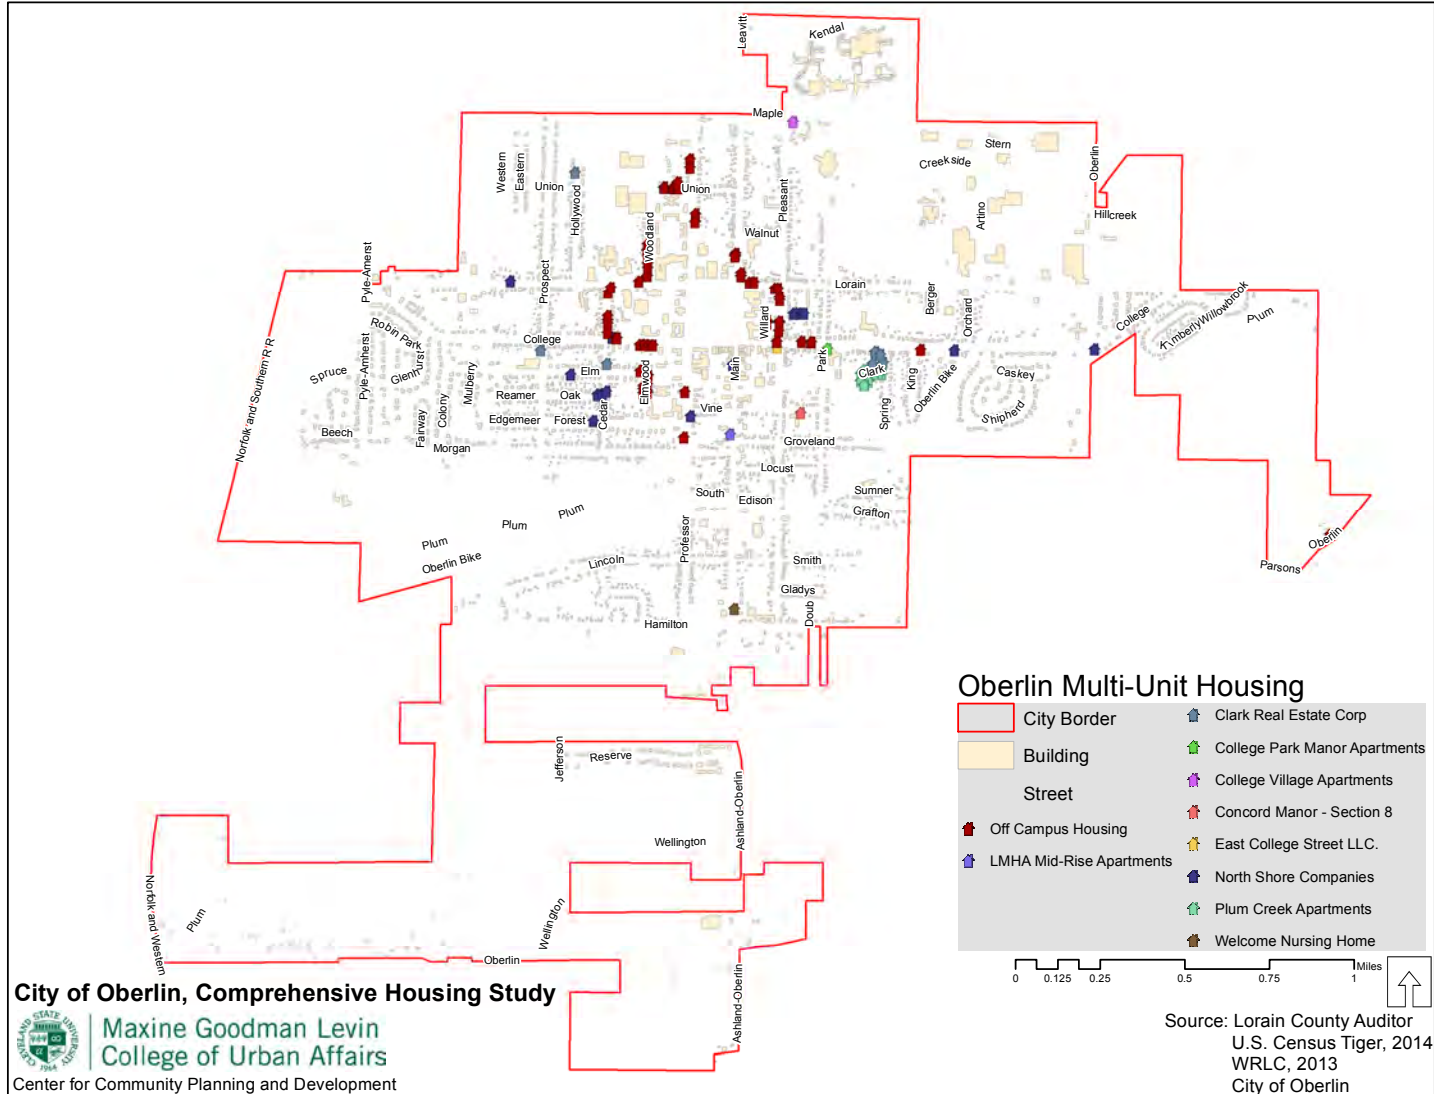 Leavitt
Kendal
Maple
Stern
Creekside
Oberlin
Western
Eastern
Union
Hollywood
Union
Pleasant
Artino
Hillcreek
Woodland
Walnut
Pyle-Amerst
Prospect
Lorain
Berger
Orchard
College
Kimberly
Willowbrook
Plum
Norfolk and Southern R R
Robin Park
College
Willard
Park
Spruce
Pyle-Amherst
Glenhurst
Mulberry
Elm
Elmwood
Main
Clark
King
Oberlin Bike
Caskey
Reamer
Oak
Cedar
Vine
Spring
Shipherd
Beech
Fairway
Colony
Edgemeer
Forest
Morgan
Groveland
Locust
South
Edison
Sumner
Grafton
Plum
Plum
Plum
Oberlin Bike
Professor
Lincoln
Smith
Gladys
Doub
Hamilton
Oberlin
Parsons
Jefferson
Reserve
Ashland-Oberlin
Wellington
Norfolk and Western
Plum
Wellington
Oberlin
Ashland-Oberlin
Oberlin Multi-Unit Housing
City Border
Building
Street
Off Campus Housing
LMHA Mid-Rise Apartments
Clark Real Estate Corp
College Park Manor Apartments
College Village Apartments
Concord Manor - Section 8
East College Street LLC.
North Shore Companies
Plum Creek Apartments
Welcome Nursing Home
0 0.125 0.25 0.5 0.75 1 Miles
City of Oberlin, Comprehensive Housing Study
CLEVELAND STATE UNIVERSITY
1964
Maxine Goodman Levin
College of Urban Affairs
Center for Community Planning and Development
Source: Lorain County Auditor
U.S. Census Tiger, 2014
WRLC, 2013
City of Oberlin